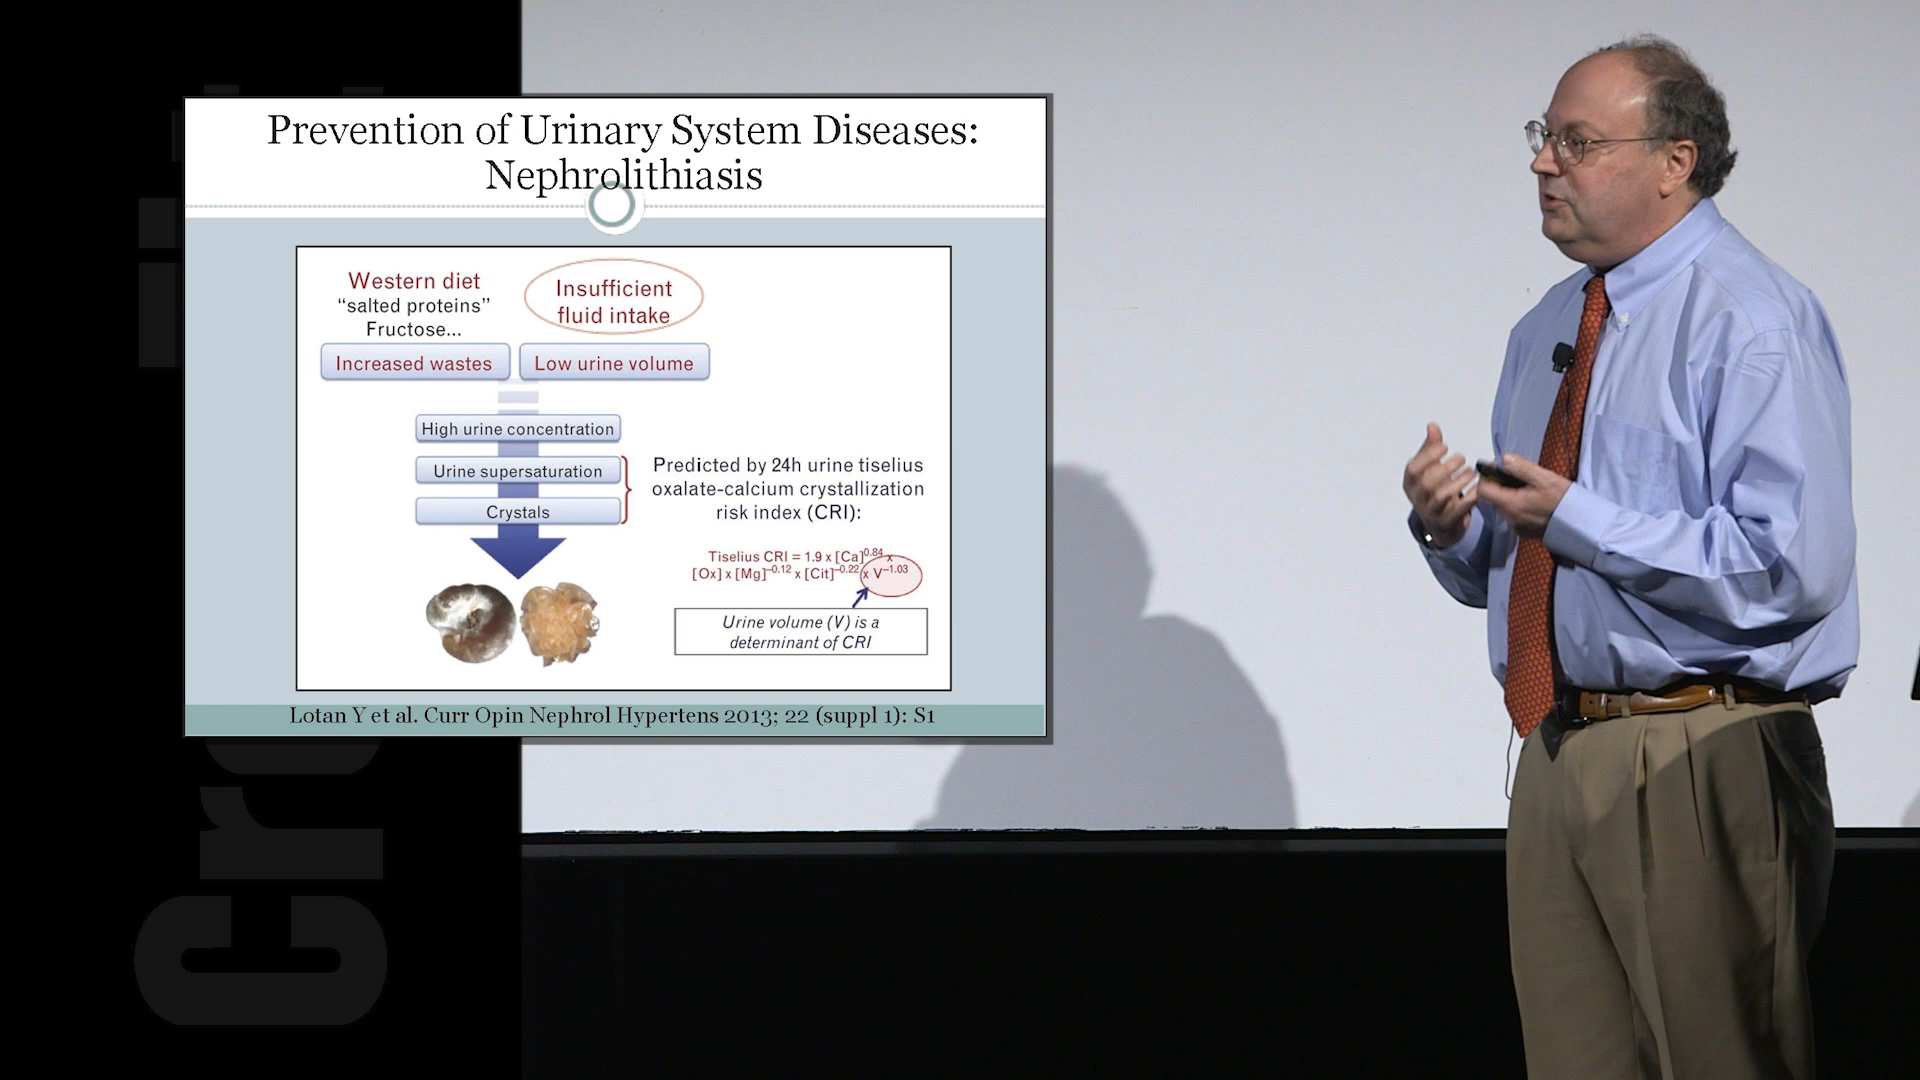 Prevention of Urinary System Diseases:
Nephrolithiasis
Western diet
“salted proteins”
Fructose...
Insufficient
fluid intake
Increased wastes
Low urine volume
High urine concentration
Urine supersaturation
Crystals
Predicted by 24h urine tiselius
oxalate-calcium crystallization
risk index (CRI):
Tiselius CRI = 1.9 x [Ca]^0.84 x
[Ox] x [Mg]^–0.12 x [Cit]^–0.22 x V^–1.03
Urine volume (V) is a
determinant of CRI
Lotan Y et al. Curr Opin Nephrol Hypertens 2013; 22 (suppl 1): S1